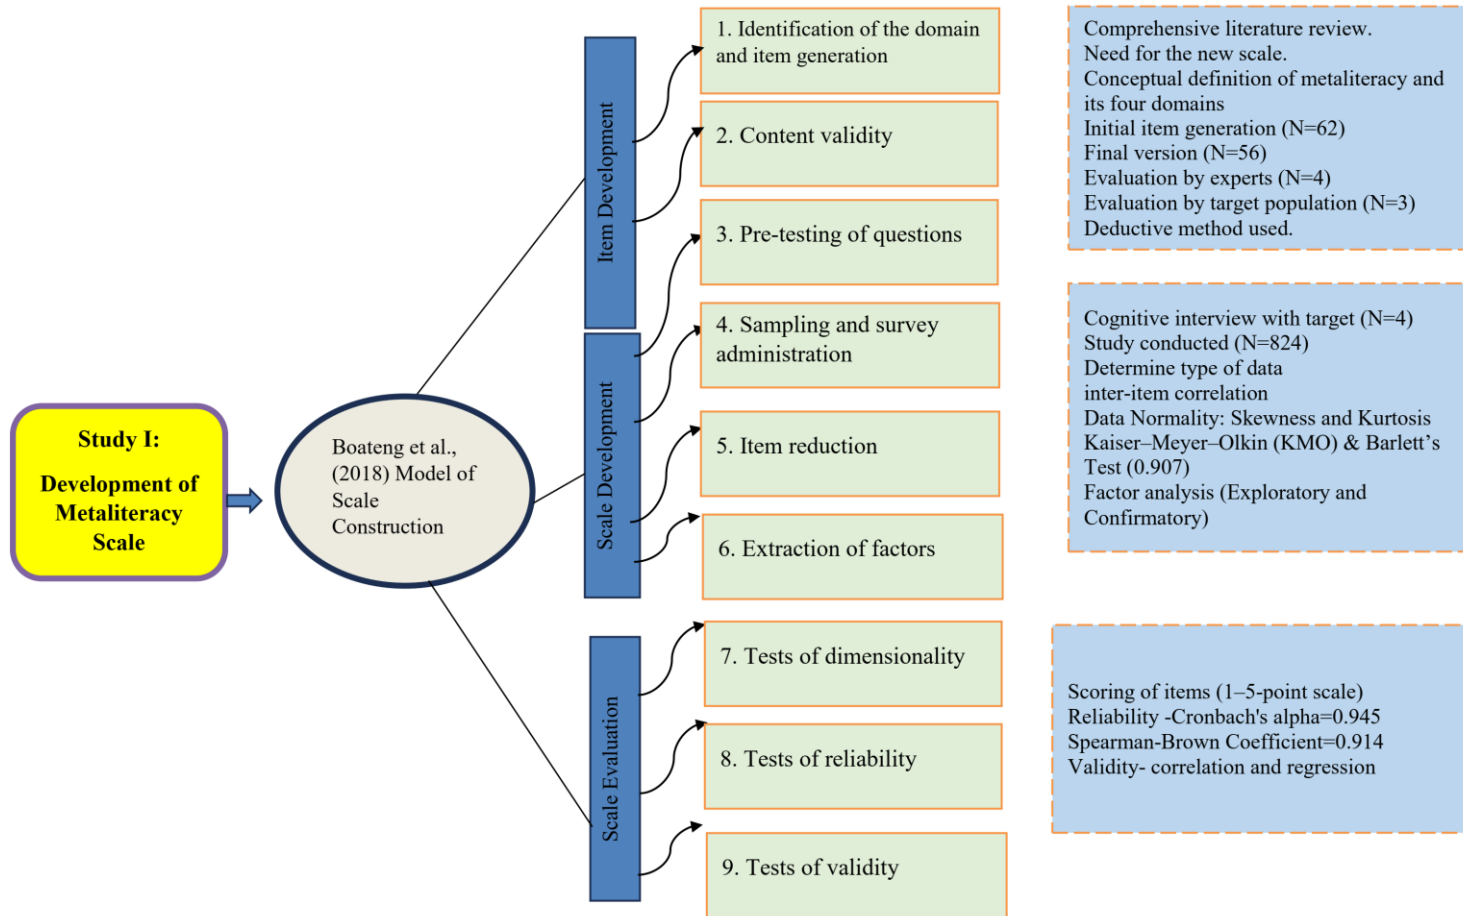 Study I:
Development of
Metaliteracy
Scale
Boateng et al.,
(2018) Model of
Scale
Construction
Item Development
1. Identification of the domain
and item generation
2. Content validity
Comprehensive literature review.
Need for the new scale.
Conceptual definition of metaliteracy and
its four domains
Initial item generation (N=62)
Final version (N=56)
Evaluation by experts (N=4)
Evaluation by target population (N=3)
Deductive method used.
Scale Development
3. Pre-testing of questions
4. Sampling and survey
administration
5. Item reduction
6. Extraction of factors
Cognitive interview with target (N=4)
Study conducted (N=824)
Determine type of data
inter-item correlation
Data Normality: Skewness and Kurtosis
Kaiser–Meyer–Olkin (KMO) & Barlett’s
Test (0.907)
Factor analysis (Exploratory and
Confirmatory)
Scale Evaluation
7. Tests of dimensionality
8. Tests of reliability
9. Tests of validity
Scoring of items (1–5-point scale)
Reliability -Cronbach's alpha=0.945
Spearman-Brown Coefficient=0.914
Validity- correlation and regression